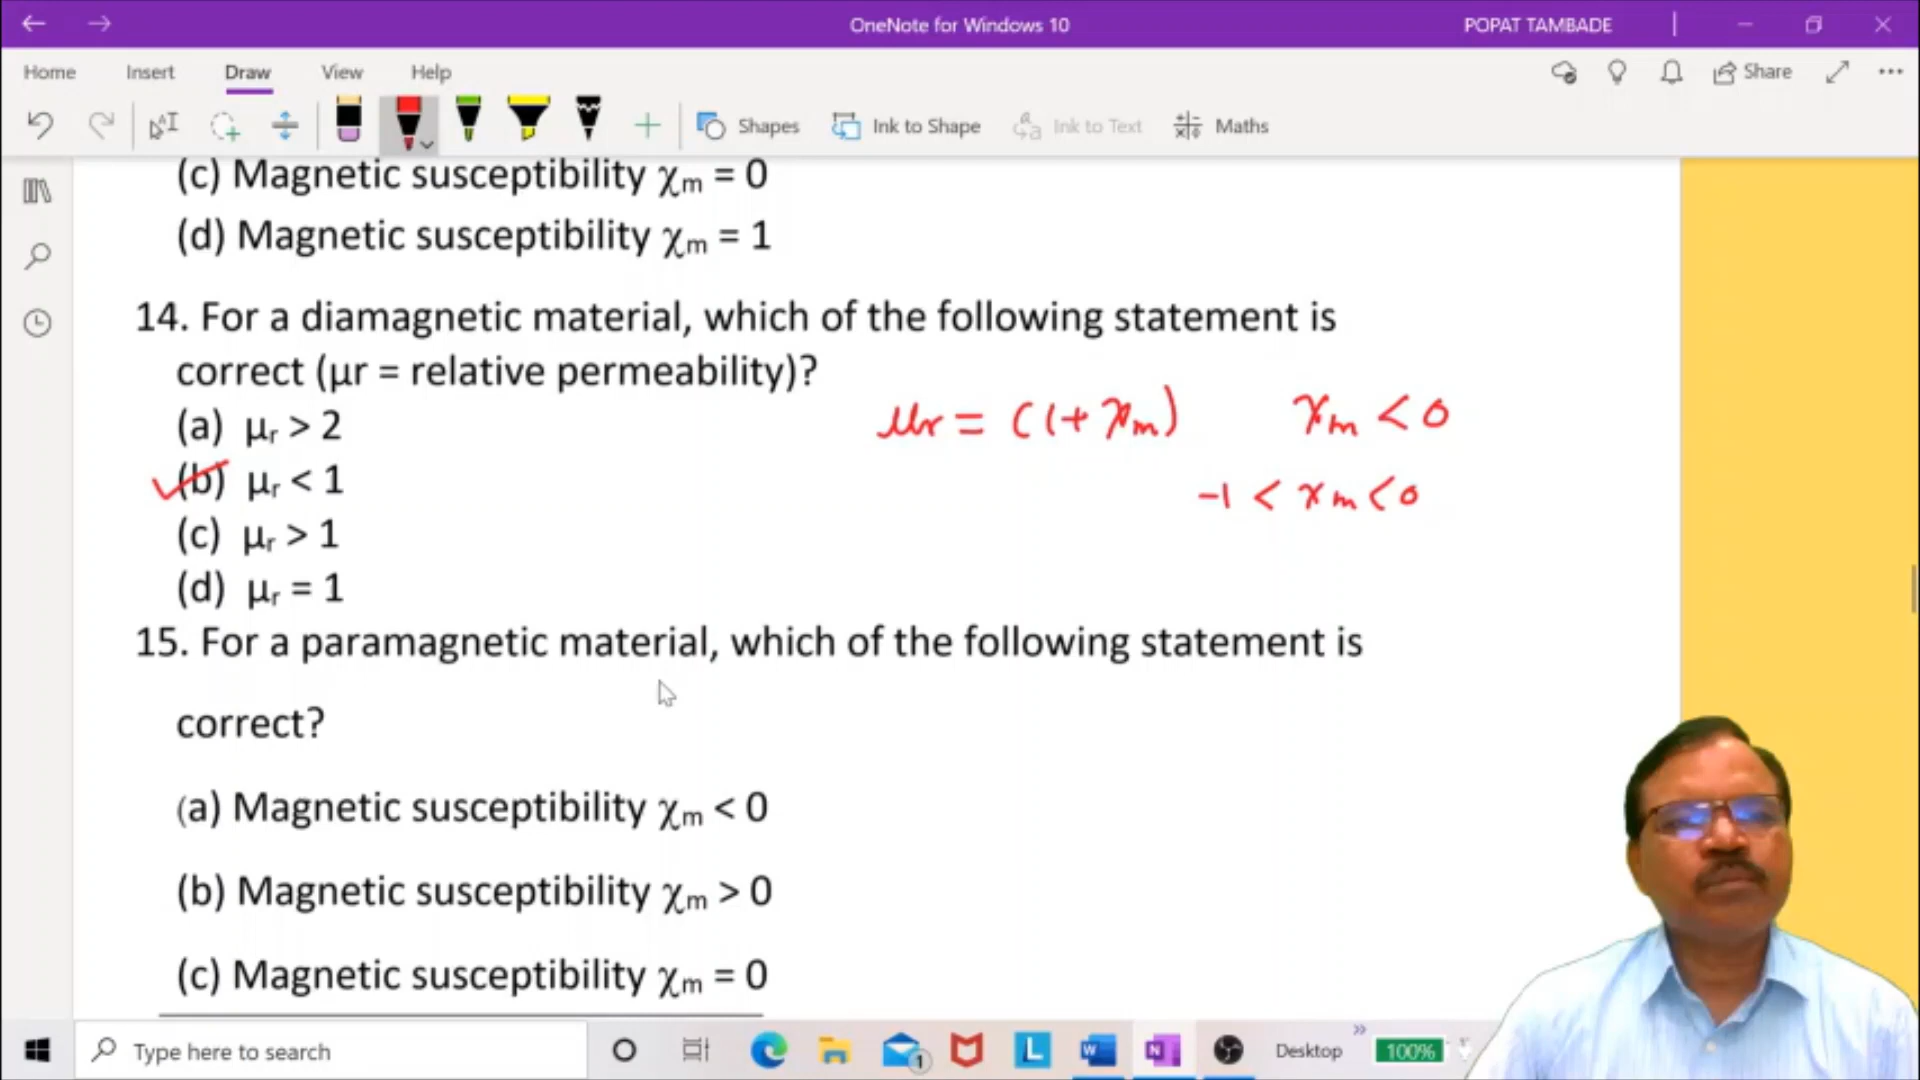 OneNote for Windows 10
POPAT TAMBADE
Home Insert Draw View Help
Share
Shapes Ink to Shape Ink to Text Maths
(c) Magnetic susceptibility χm = 0
(d) Magnetic susceptibility χm = 1
14. For a diamagnetic material, which of the following statement is
correct (μr = relative permeability)?
(a) μr > 2
μr = (1 + χm) χm < 0
(b) μr < 1
-1 < χm < 0
(c) μr > 1
(d) μr = 1
15. For a paramagnetic material, which of the following statement is
correct?
(a) Magnetic susceptibility χm < 0
(b) Magnetic susceptibility χm > 0
(c) Magnetic susceptibility χm = 0
Type here to search
1
L
W
N
Desktop
100%